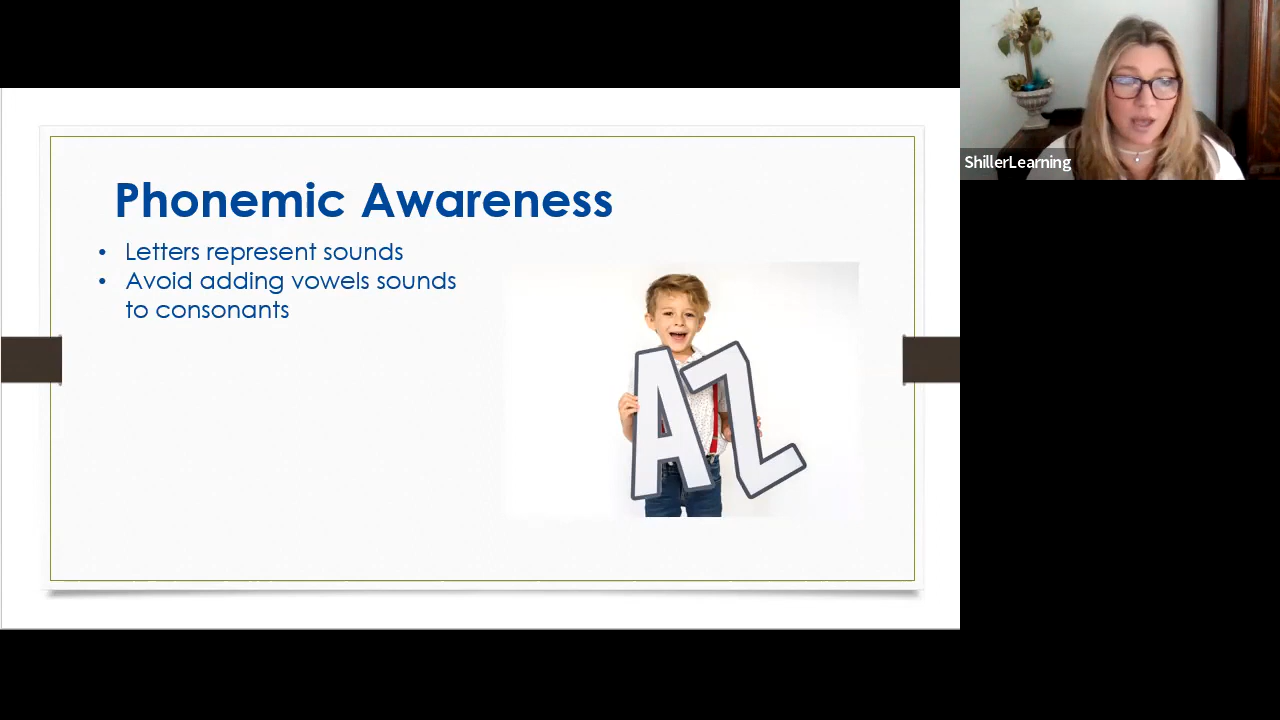 Phonemic Awareness
• Letters represent sounds
• Avoid adding vowels sounds
to consonants
AZ
ShillerLearning